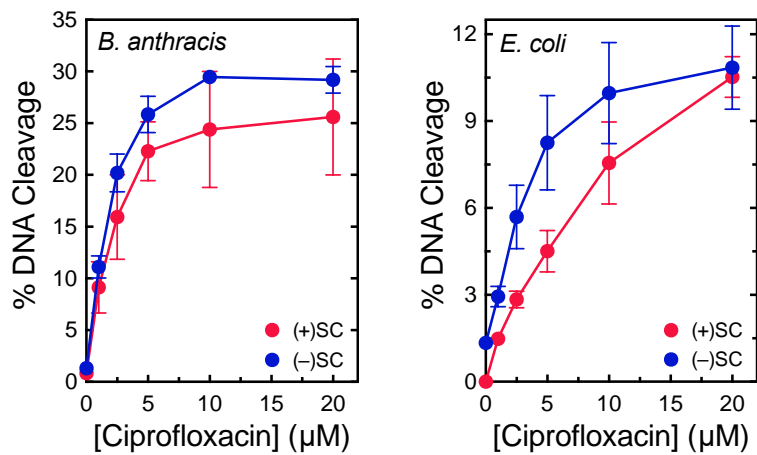 B. anthracis
% DNA Cleavage
35
30
25
20
15
10
5
0
(+)SC
(–)SC
0 5 10 15 20
[Ciprofloxacin] (µM)
E. coli
% DNA Cleavage
12
9
6
3
0
(+)SC
(–)SC
0 5 10 15 20
[Ciprofloxacin] (µM)